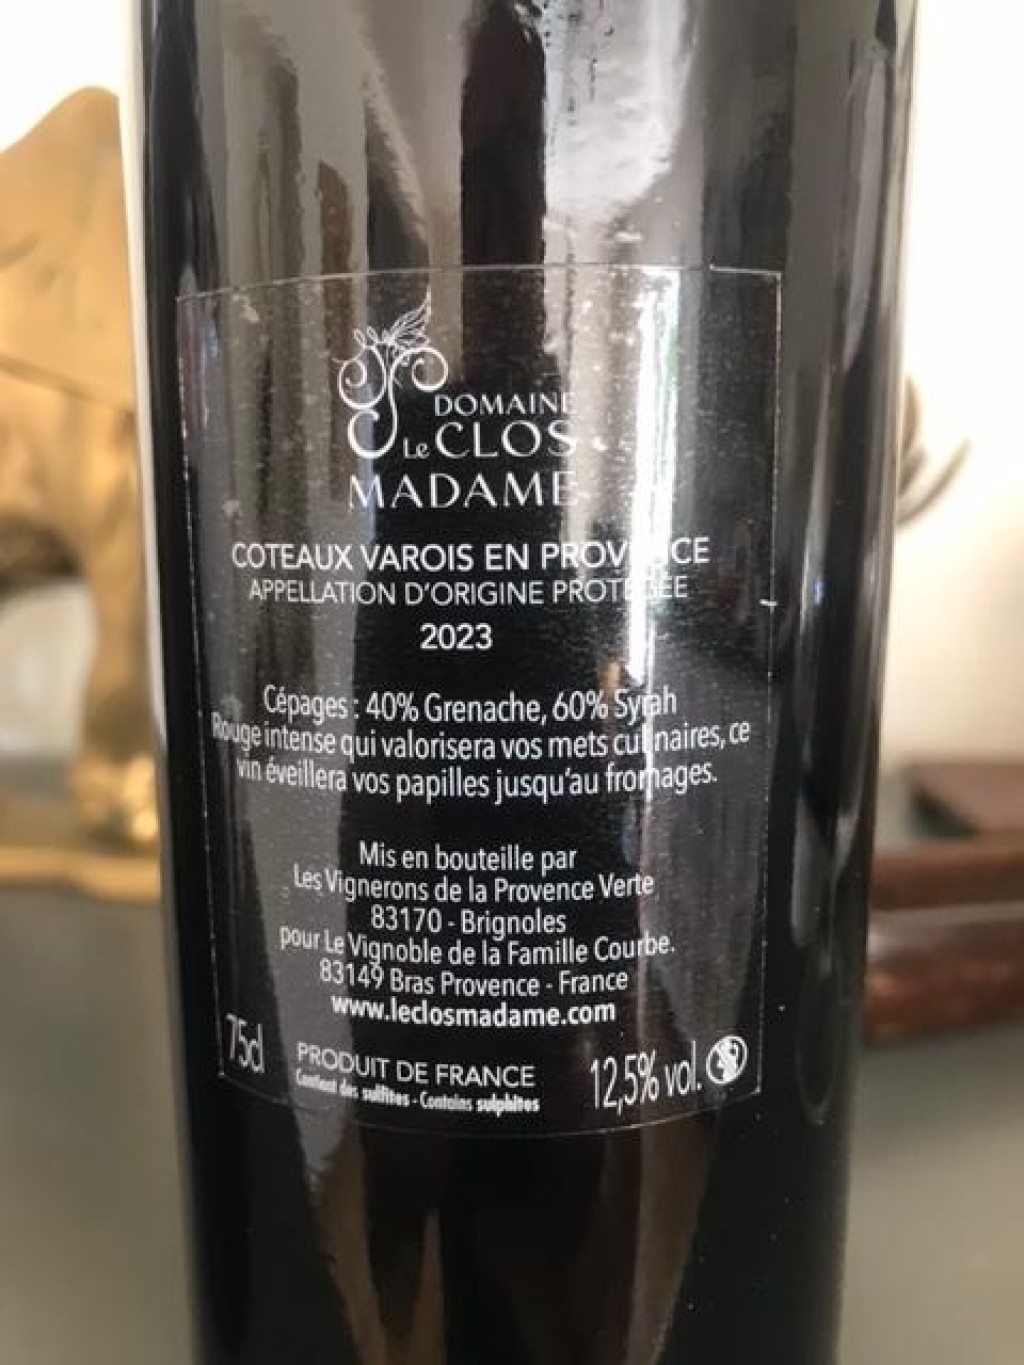 DOMAINE
Le CLOS
MADAME
COTEAUX VAROIS EN PROVENCE
APPELLATION D'ORIGINE PROTÉGÉE
2023
Cépages : 40% Grenache, 60% Syrah
Rouge intense qui valorisera vos mets culinaires, ce
vin éveillera vos papilles jusqu'au fromages.
Mis en bouteille par
Les Vignerons de la Provence Verte
83170 - Brignoles
pour Le Vignoble de la Famille Courbe.
83149 Bras Provence - France
www.leclosmadame.com
75cl
PRODUIT DE FRANCE
Contient des sulfites - Contains sulphites
12,5% vol.